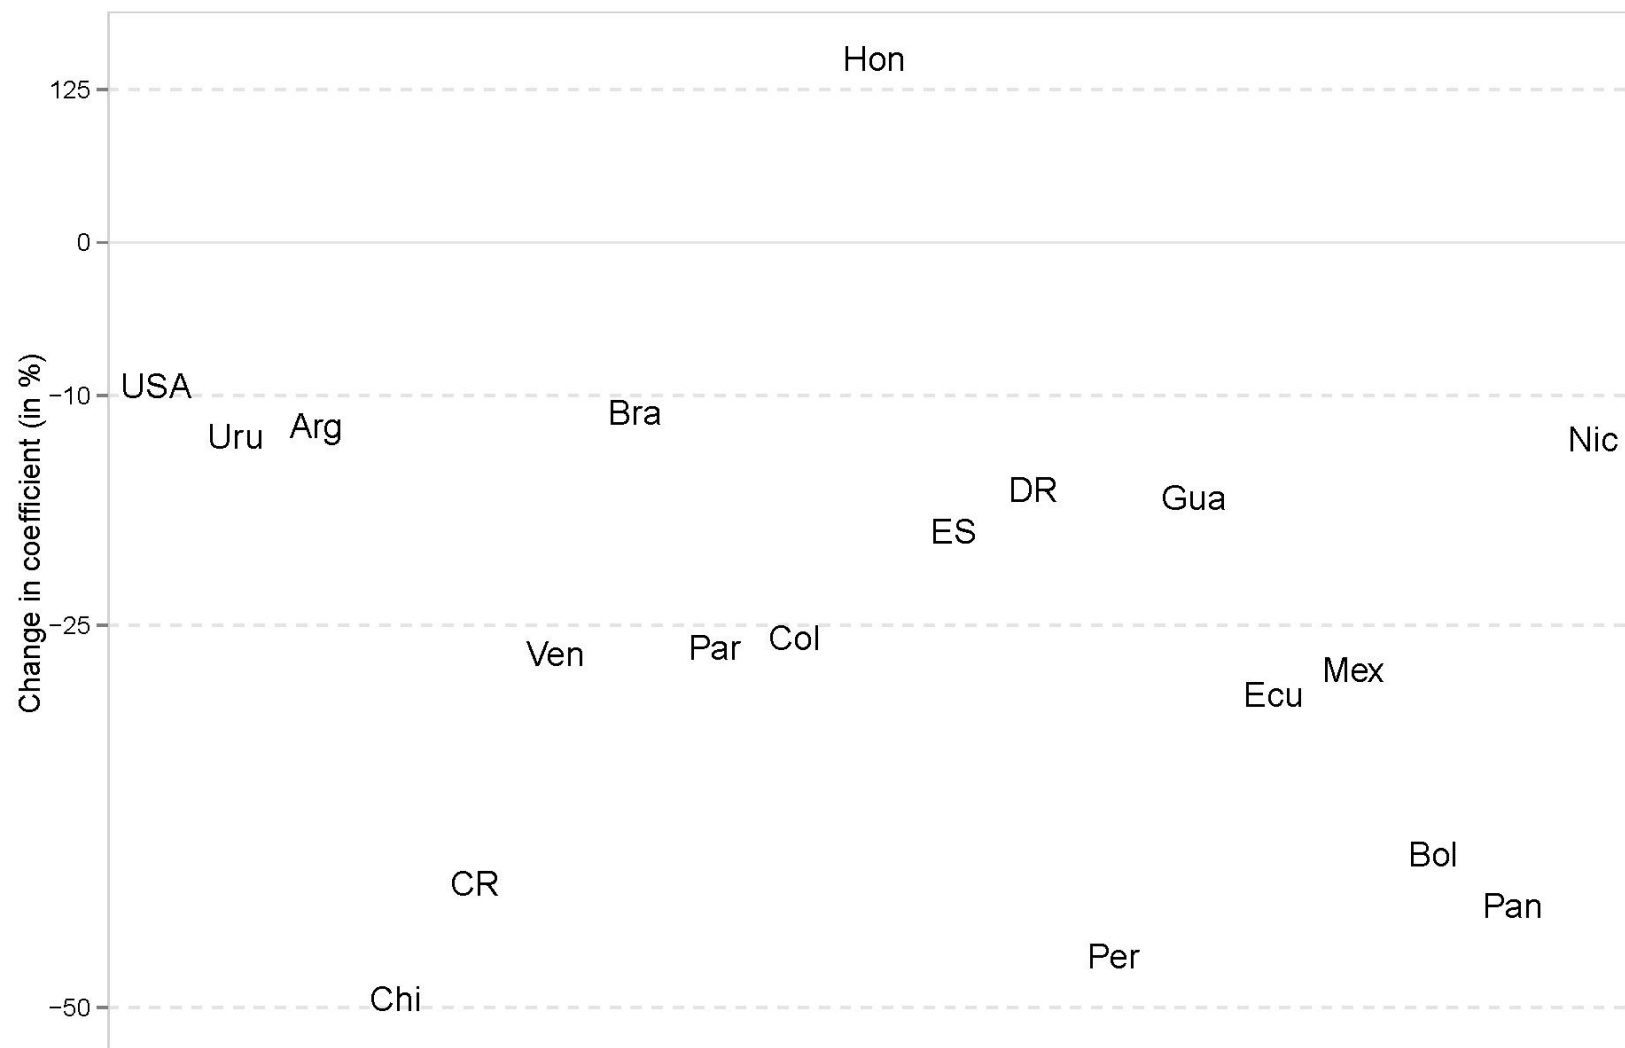 Hon
125
0
USA
−10
Bra
Arg
Uru
Nic
DR
Gua
ES
−25
Col
Par
Ven
Mex
Ecu
Bol
CR
Pan
Per
Chi
−50
Change in coefficient (in %)